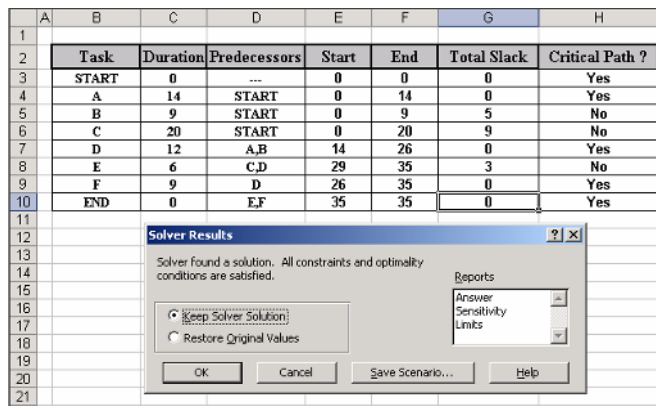 A B C D E F G H
1
2 Task Duration Predecessors Start End Total Slack Critical Path ?
3 START 0 --- 0 0 0 Yes
4 A 14 START 0 14 0 Yes
5 B 9 START 0 9 5 No
6 C 20 START 0 20 9 No
7 D 12 A,B 14 26 0 Yes
8 E 6 C,D 29 35 3 No
9 F 9 D 26 35 0 Yes
10 END 0 E,F 35 35 0 Yes
11
12
13
14
15
16
17
18
19
20
21
Solver Results
Solver found a solution. All constraints and optimality
conditions are satisfied.
Reports
Answer
Sensitivity
Limits
Keep Solver Solution
Restore Original Values
OK Cancel Save Scenario... Help